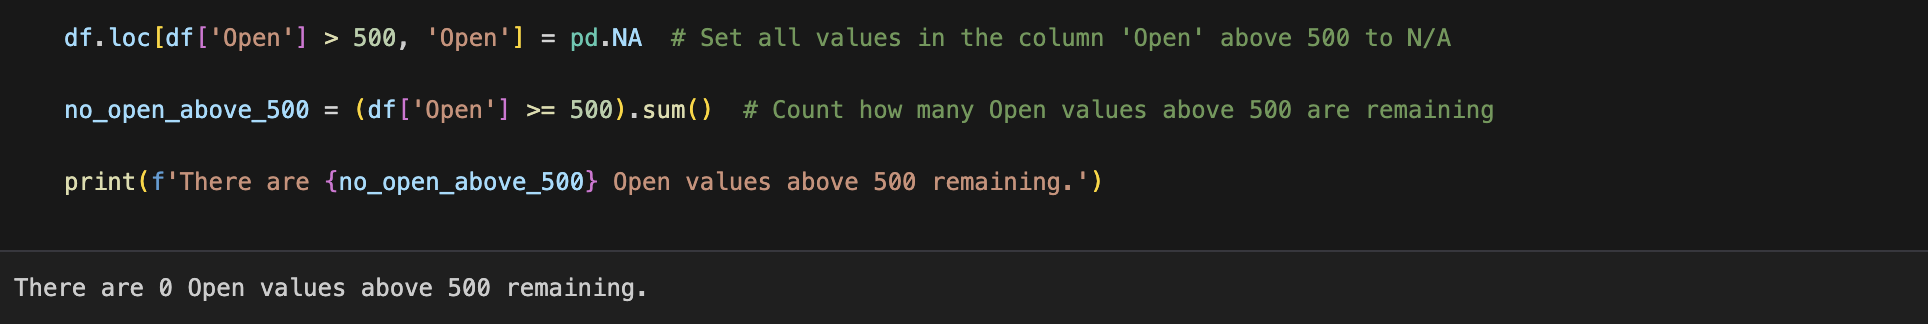 df.loc[df['Open'] > 500, 'Open'] = pd.NA  # Set all values in the column 'Open' above 500 to N/A
no_open_above_500 = (df['Open'] >= 500).sum()  # Count how many Open values above 500 are remaining
print(f'There are {no_open_above_500} Open values above 500 remaining.')
There are 0 Open values above 500 remaining.